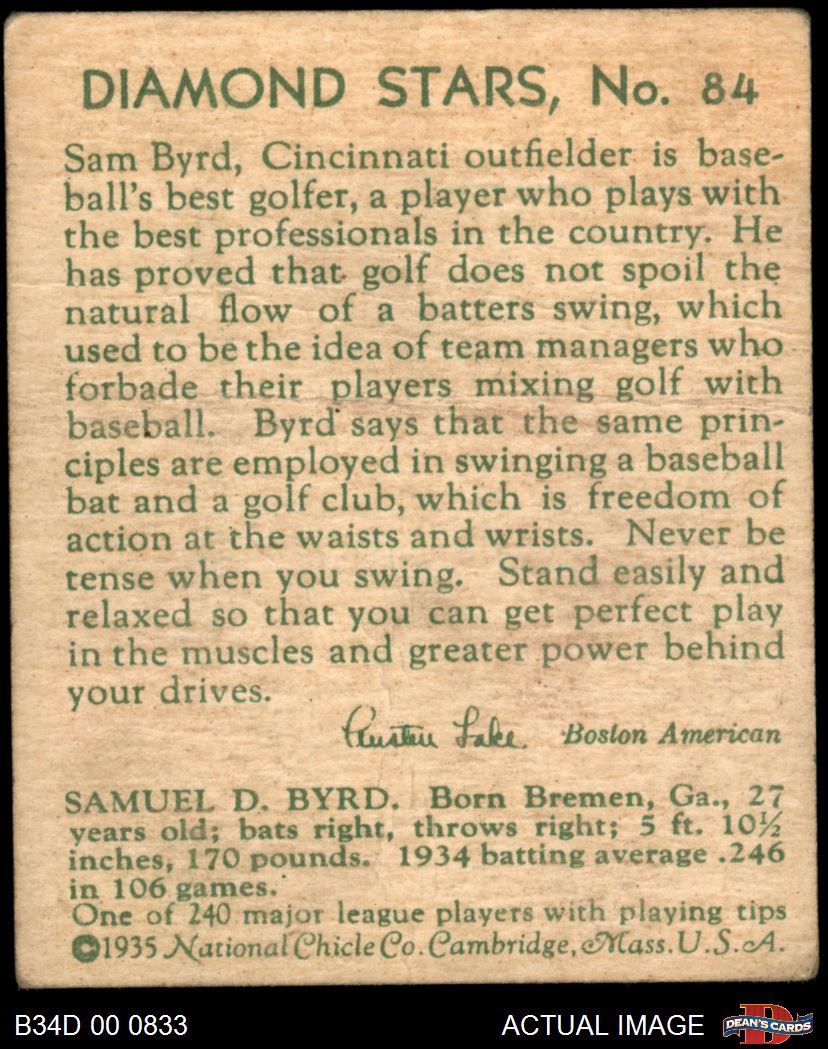 DIAMOND STARS, No. 84
Sam Byrd, Cincinnati outfielder is base-
ball's best golfer, a player who plays with
the best professionals in the country. He
has proved that golf does not spoil the
natural flow of a batters swing, which
used to be the idea of team managers who
forbade their players mixing golf with
baseball. Byrd says that the same prin-
ciples are employed in swinging a baseball
bat and a golf club, which is freedom of
action at the waists and wrists. Never be
tense when you swing. Stand easily and
relaxed so that you can get perfect play
in the muscles and greater power behind
your drives.
Austen Lake. Boston American
SAMUEL D. BYRD. Born Bremen, Ga., 27
years old; bats right, throws right; 5 ft. 10½
inches, 170 pounds. 1934 batting average .246
in 106 games.
One of 240 major league players with playing tips
©1935 National Chicle Co. Cambridge, Mass. U.S.A.
B34D 00 0833 ACTUAL IMAGE D DEAN'S CARDS